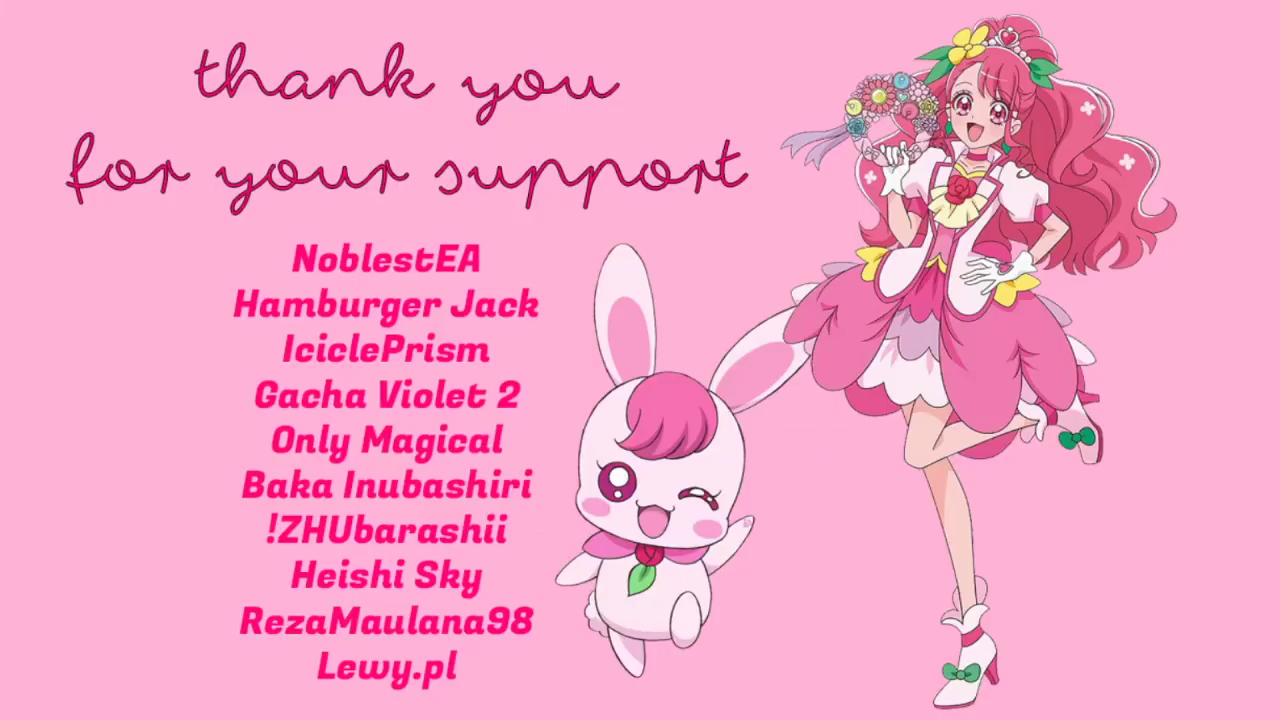 thank you
for your support
NoblestEA
Hamburger Jack
IciclePrism
Gacha Violet 2
Only Magical
Baka Inubashiri
!ZHUbarashii
Heishi Sky
RezaMaulana98
Lewy.pl